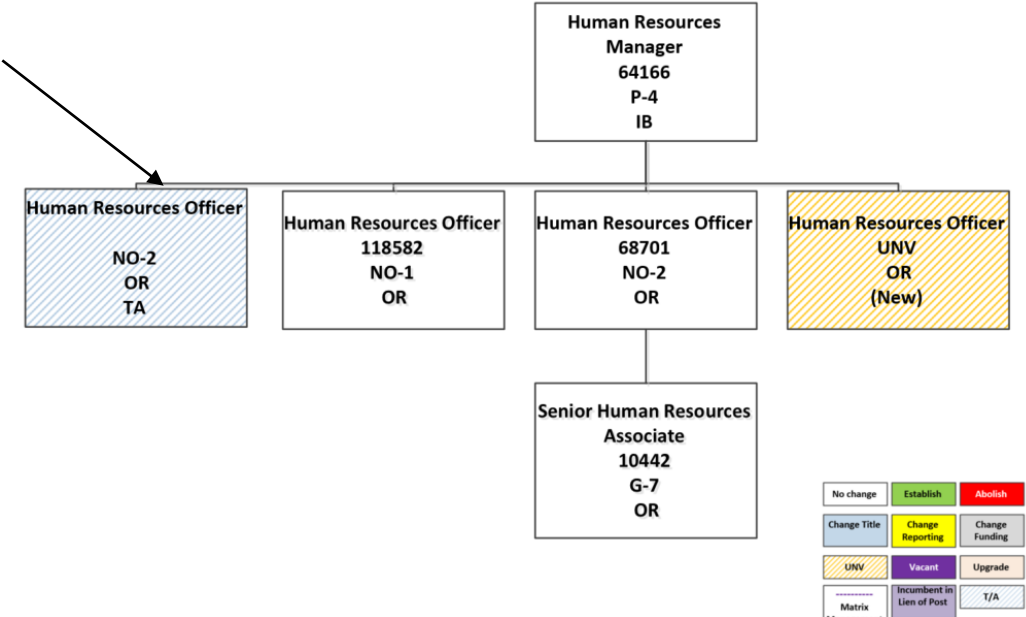 Human Resources
Manager
64166
P-4
IB
Human Resources Officer
NO-2
OR
TA
Human Resources Officer
118582
NO-1
OR
Human Resources Officer
68701
NO-2
OR
Human Resources Officer
UNV
OR
(New)
Senior Human Resources
Associate
10442
G-7
OR
No change
Establish
Abolish
Change Title
Change
Reporting
Change
Funding
UNV
Vacant
Upgrade
----------
Matrix
Incumbent in
Lien of Post
T/A